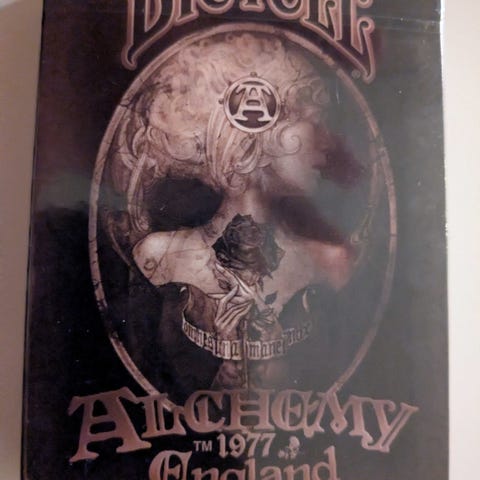 BICYCLE
®
A
ALCHEMY
TM 1977
England